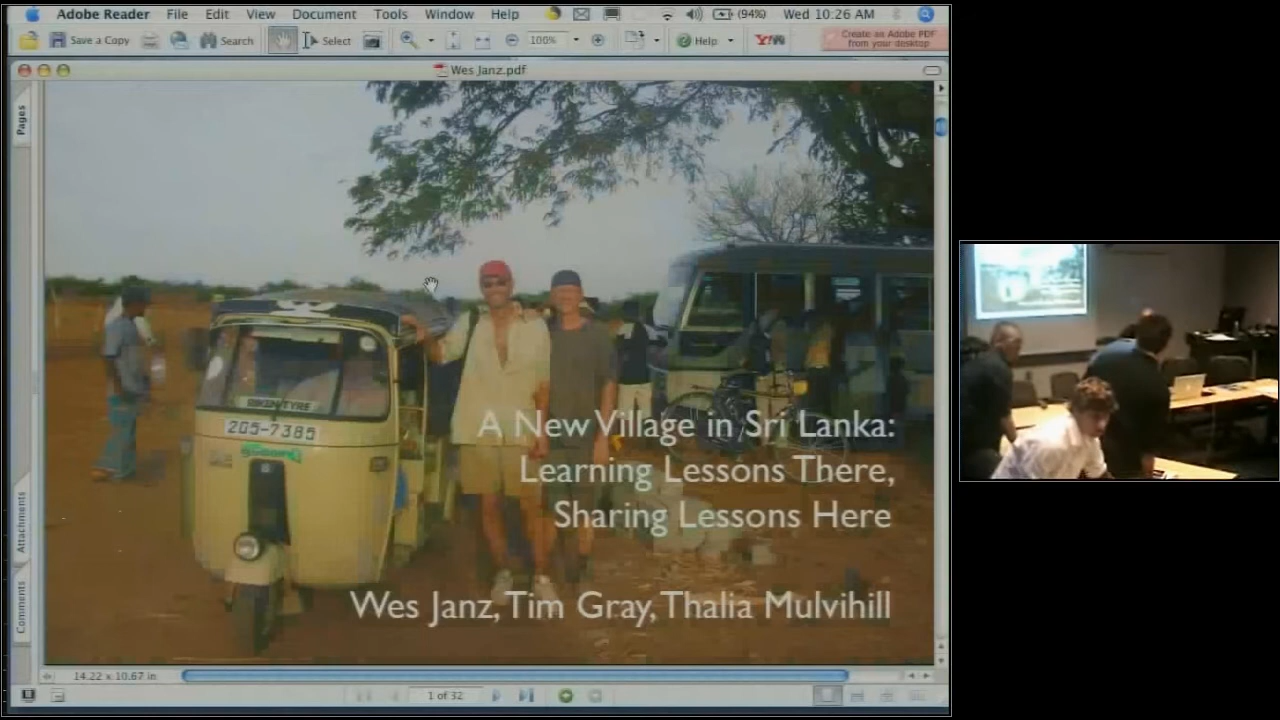 Adobe Reader File Edit View Document Tools Window Help (94%) Wed 10:26 AM
Save a Copy Search Select 100% Help Y! Create an Adobe PDF
from your desktop
Wes Janz.pdf
Pages
205-7385
A New Village in Sri Lanka:
Learning Lessons There,
Sharing Lessons Here
Wes Janz, Tim Gray, Thalia Mulvihill
Attachments
Comments
14.22 x 10.67 in
1 of 32